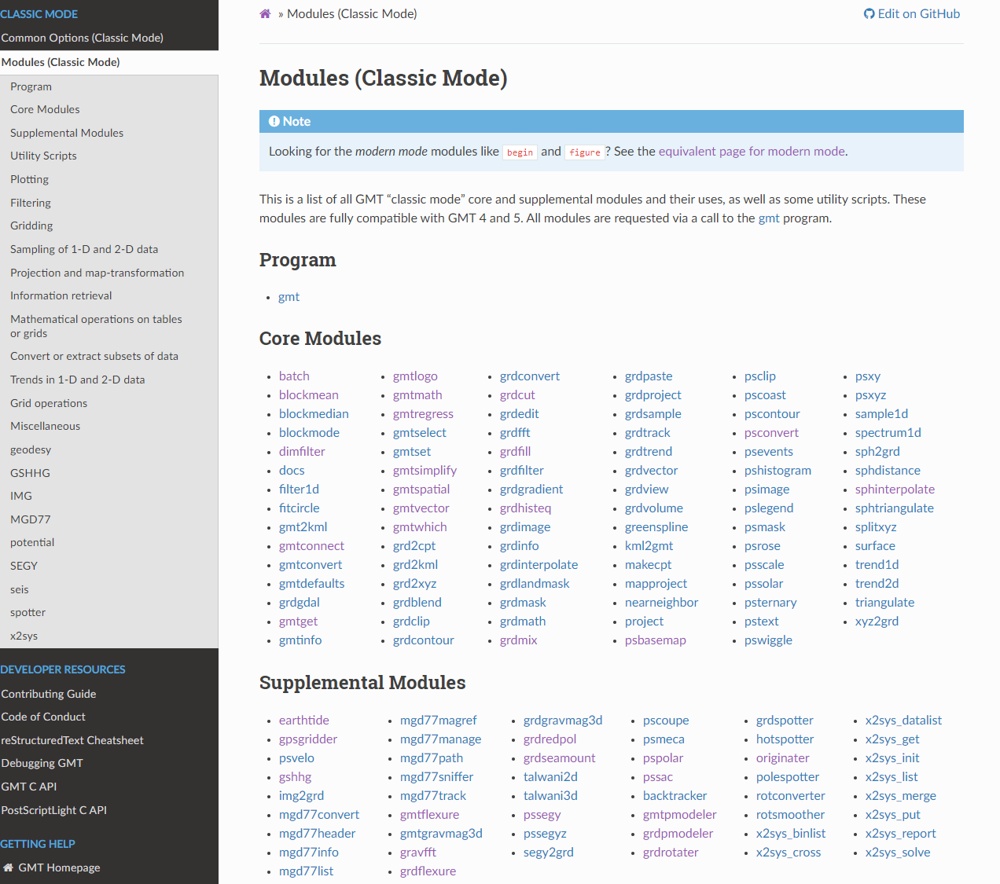 CLASSIC MODE
Common Options (Classic Mode)
Modules (Classic Mode)
Program
Core Modules
Supplemental Modules
Utility Scripts
Plotting
Filtering
Gridding
Sampling of 1-D and 2-D data
Projection and map-transformation
Information retrieval
Mathematical operations on tables
or grids
Convert or extract subsets of data
Trends in 1-D and 2-D data
Grid operations
Miscellaneous
geodesy
GSHHG
IMG
MGD77
potential
SEGY
seis
spotter
x2sys
DEVELOPER RESOURCES
Contributing Guide
Code of Conduct
reStructuredText Cheatsheet
Debugging GMT
GMT C API
PostScriptLight C API
GETTING HELP
GMT Homepage
» Modules (Classic Mode)
Edit on GitHub
Modules (Classic Mode)
Note
Looking for the modern mode modules like begin and figure? See the equivalent page for modern mode.
This is a list of all GMT “classic mode” core and supplemental modules and their uses, as well as some utility scripts. These
modules are fully compatible with GMT 4 and 5. All modules are requested via a call to the gmt program.
Program
• gmt
Core Modules
• batch
• blockmean
• blockmedian
• blockmode
• dimfilter
• docs
• filter1d
• fitcircle
• gmt2kml
• gmtconnect
• gmtconvert
• gmtdefaults
• grdgdal
• gmtget
• gmtinfo
• gmtlogo
• gmtmath
• gmtregress
• gmtselect
• gmtset
• gmtsimplify
• gmtspatial
• gmtvector
• gmtwhich
• grd2cpt
• grd2kml
• grd2xyz
• grdblend
• grdclip
• grdcontour
• grdconvert
• grdcut
• grdedit
• grdfft
• grdfill
• grdfilter
• grdgradient
• grdhisteq
• grdimage
• grdinfo
• grdinterpolate
• grdlandmask
• grdmask
• grdmath
• grdmix
• grdpaste
• grdproject
• grdsample
• grdtrack
• grdtrend
• grdvector
• grdview
• grdvolume
• greenspline
• kml2gmt
• makecpt
• mapproject
• nearneighbor
• project
• psbasemap
• psclip
• pscoast
• pscontour
• psconvert
• psevents
• pshistogram
• psimage
• pslegend
• psmask
• psrose
• psscale
• pssolar
• psternary
• pstext
• pswiggle
• psxy
• psxyz
• sample1d
• spectrum1d
• sph2grd
• sphdistance
• sphinterpolate
• sphtriangulate
• splitxyz
• surface
• trend1d
• trend2d
• triangulate
• xyz2grd
Supplemental Modules
• earthtide
• gpsgridder
• psvelo
• gshhg
• img2grd
• mgd77convert
• mgd77header
• mgd77info
• mgd77list
• mgd77magref
• mgd77manage
• mgd77path
• mgd77sniffer
• mgd77track
• gmtflexure
• gmtgravmag3d
• gravfft
• grdflexure
• grdgravmag3d
• grdredpol
• grdseamount
• talwani2d
• talwani3d
• pssegy
• pssegyz
• segy2grd
• pscoupe
• psmeca
• pspolar
• pssac
• backtracker
• gmtpmodeler
• grdpmodeler
• grdrotater
• grdspotter
• hotspotter
• originater
• polespotter
• rotconverter
• rotsmoother
• x2sys_binlist
• x2sys_cross
• x2sys_datalist
• x2sys_get
• x2sys_init
• x2sys_list
• x2sys_merge
• x2sys_put
• x2sys_report
• x2sys_solve